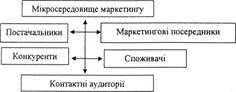 Мікросередовище маркетингу
Постачальники
Маркетингові посередники
Конкуренти
Споживачі
Контактні аудиторії